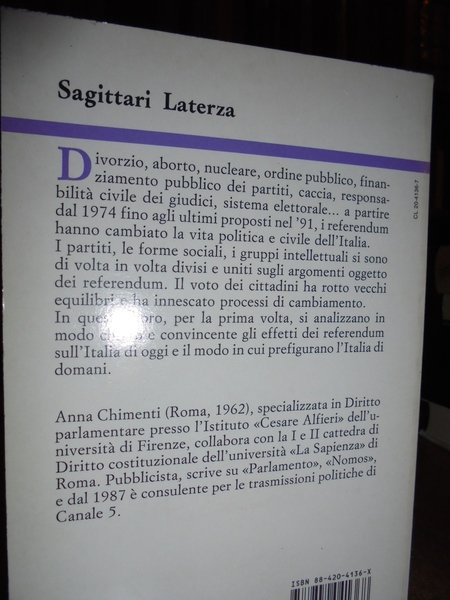 Sagittari Laterza
Divorzio, aborto, nucleare, ordine pubblico, finan-
ziamento pubblico dei partiti, caccia, responsa-
bilità civile dei giudici, sistema elettorale... a partire
dal 1974 fino agli ultimi proposti nel '91, i referendum
hanno cambiato la vita politica e civile dell'Italia.
I partiti, le forme sociali, i gruppi intellettuali si sono
di volta in volta divisi e uniti sugli argomenti oggetto
dei referendum. Il voto dei cittadini ha rotto vecchi
equilibri e ha innescato processi di cambiamento.
In questo libro, per la prima volta, si analizzano in
modo e convincente gli effetti dei referendum
sull'Italia di oggi e il modo in cui prefigurano l'Italia di
domani.
Anna Chimenti (Roma, 1962), specializzata in Diritto
parlamentare presso l'Istituto «Cesare Alfieri» dell'u-
niversità di Firenze, collabora con la I e II cattedra di
Diritto costituzionale dell'università «La Sapienza» di
Roma. Pubblicista, scrive su «Parlamento», «Nomos»,
e dal 1987 è consulente per le trasmissioni politiche di
Canale 5.
CL 20-4136-7
ISBN 88-420-4136-X